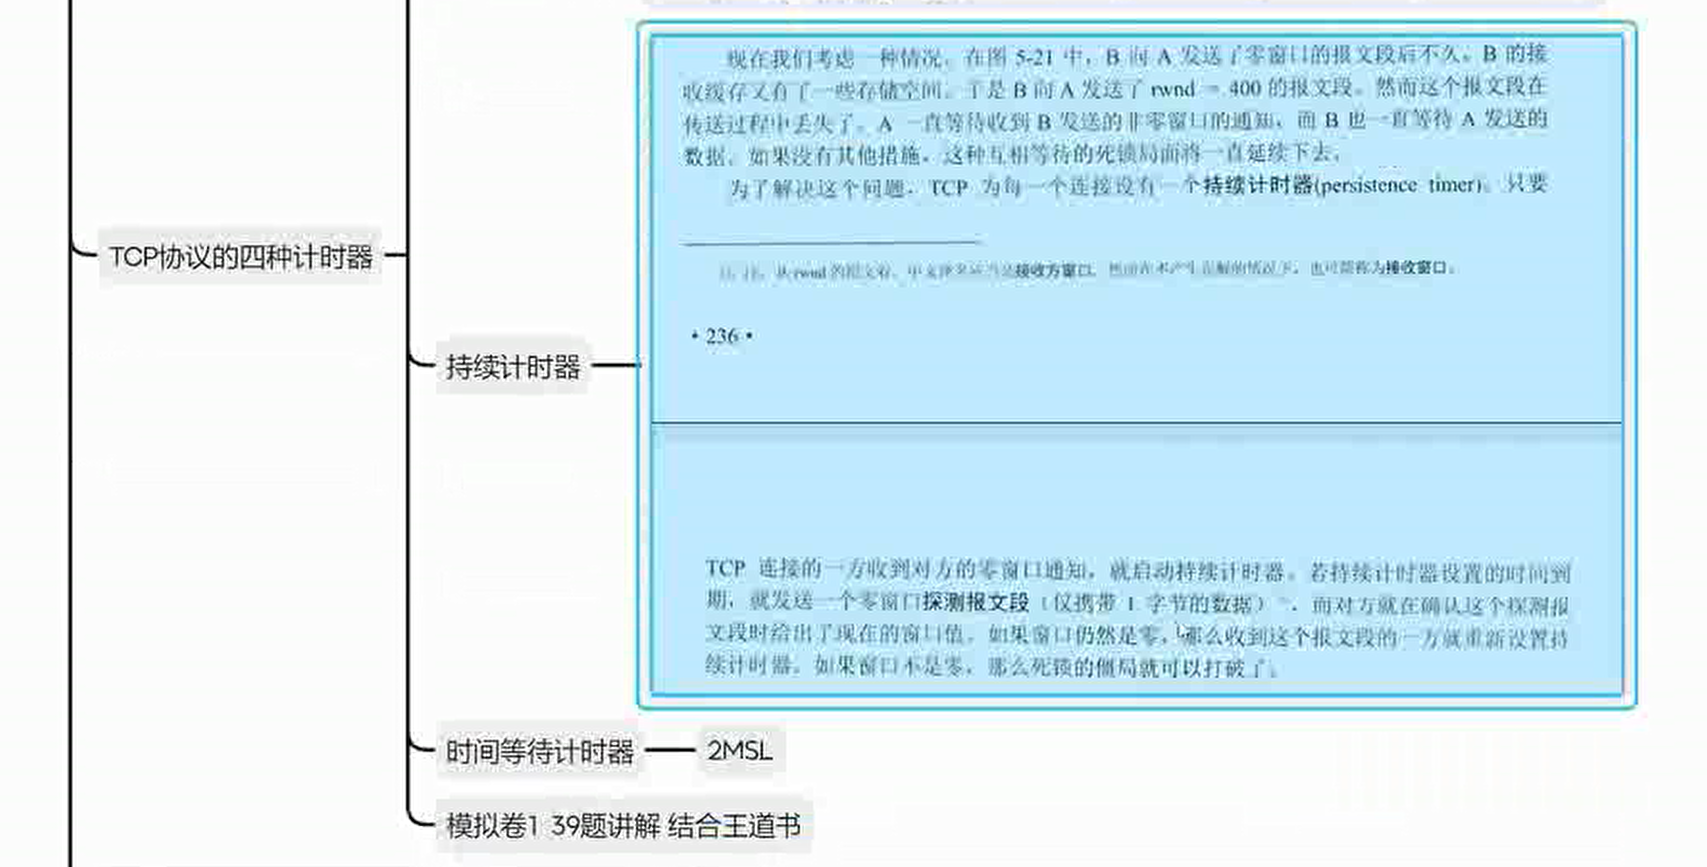 现在我们考虑一种情况。在图 5-21 中，B 向 A 发送了零窗口的报文段后不久，B 的接
收缓存又有了一些存储空间。于是 B 向 A 发送了 rwnd = 400 的报文段。然而这个报文段在
传送过程中丢失了。A 一直等待收到 B 发送的非零窗口的通知，而 B 也一直等待 A 发送的
数据。如果没有其他措施，这种互相等待的死锁局面将一直延续下去。
为了解决这个问题，TCP 为每一个连接设有一个持续计时器(persistence timer)。只要
接收方窗口，然而在不产生误解的情况下，也可简称为接收窗口。
• 236 •
TCP 连接的一方收到对方的零窗口通知，就启动持续计时器。若持续计时器设置的时间到
期，就发送一个零窗口探测报文段（仅携带 1 字节的数据），而对方就在确认这个探测报
文段时给出了现在的窗口值。如果窗口仍然是零，那么收到这个报文段的一方就重新设置持
续计时器。如果窗口不是零，那么死锁的僵局就可以打破了。
TCP协议的四种计时器
持续计时器
时间等待计时器
2MSL
模拟卷1 39题讲解 结合王道书